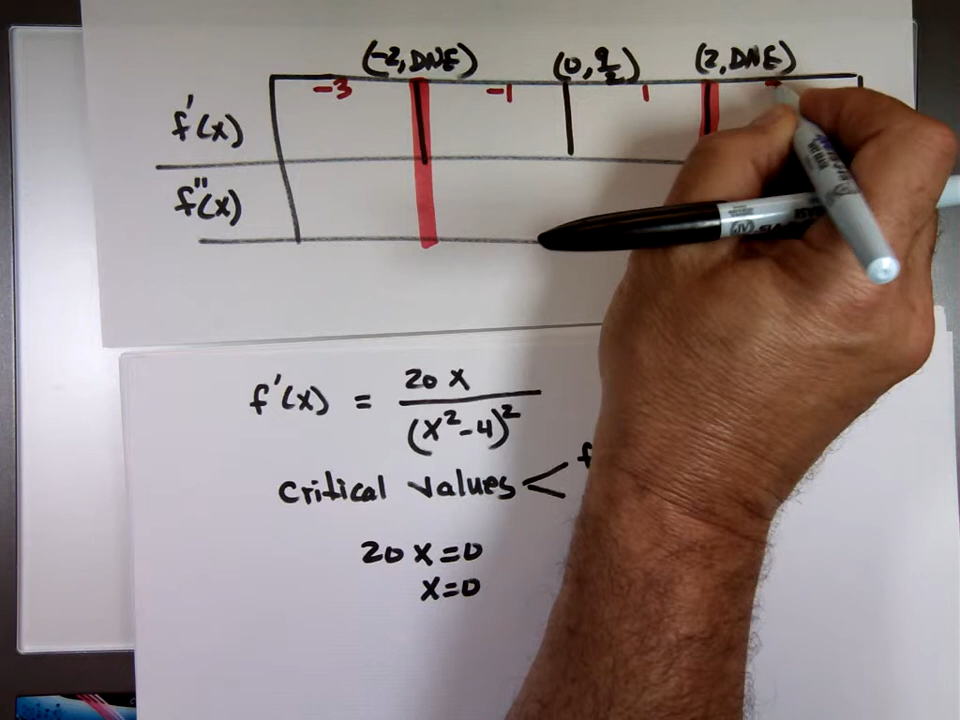 (-2, DNE) (0, 9/2) (2, DNE)
-3 -1 1
f'(x)
f''(x)
f'(x) = 20x / (x²-4)²
Critical values <
20x=0
x=0